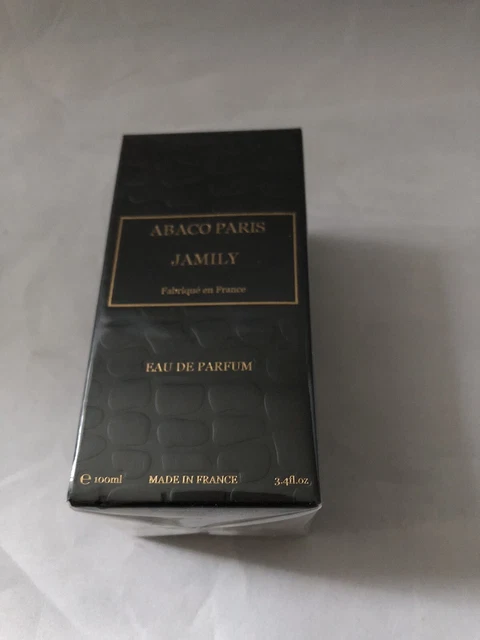 ABACO PARIS
JAMILY
Fabriqué en France
EAU DE PARFUM
℮ 100ml MADE IN FRANCE 3.4fl.oz